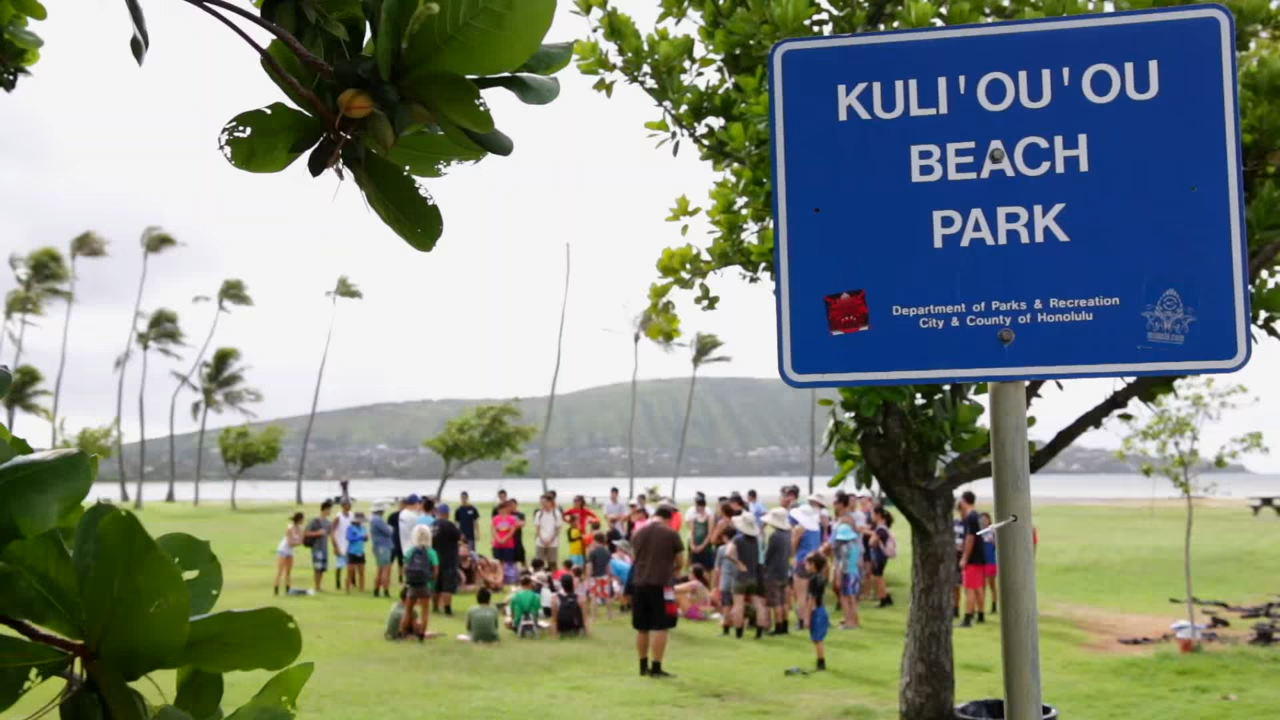 KULI'OU'OU
BEACH
PARK
Department of Parks & Recreation
City & County of Honolulu